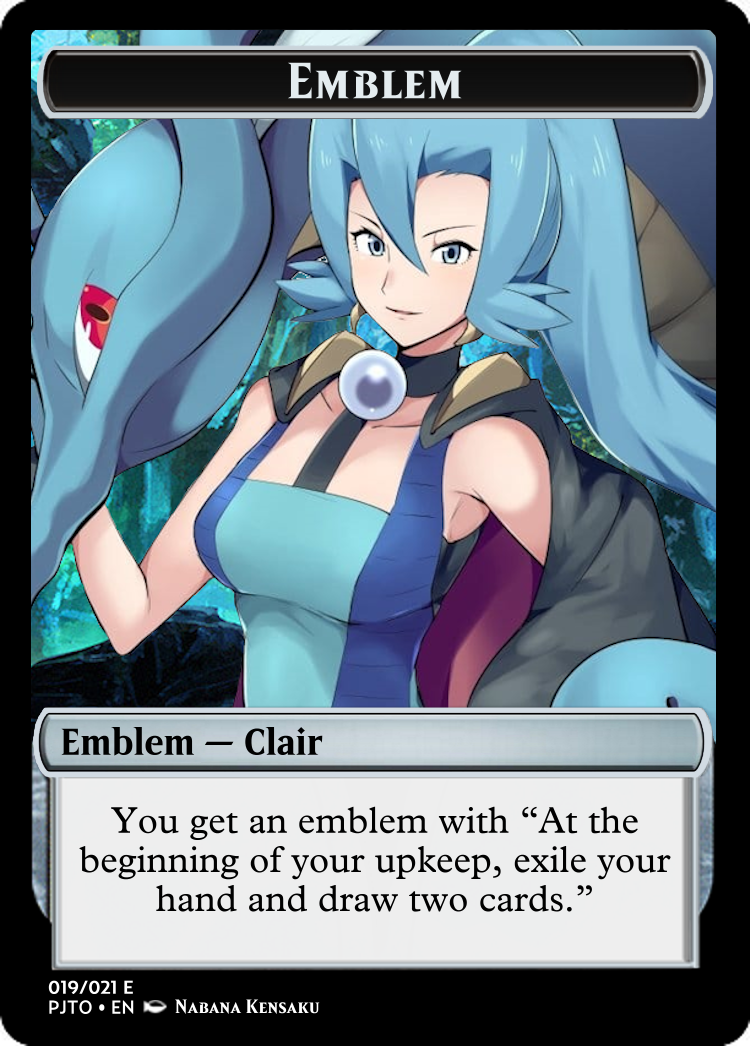 Emblem
Emblem — Clair
You get an emblem with “At the
beginning of your upkeep, exile your
hand and draw two cards.”
019/021 E
PJTO • EN Nabana Kensaku